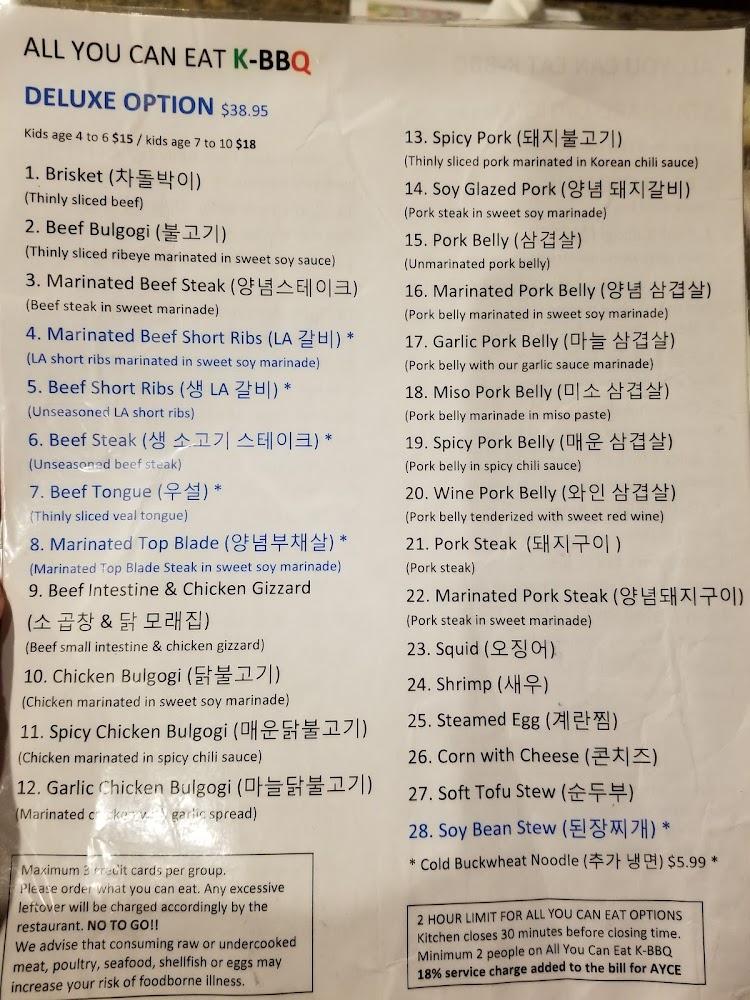 ALL YOU CAN EAT K-BBQ
DELUXE OPTION $38.95
Kids age 4 to 6 $15 / kids age 7 to 10 $18
1. Brisket (차돌박이)
(Thinly sliced beef)
2. Beef Bulgogi (불고기)
(Thinly sliced ribeye marinated in sweet soy sauce)
3. Marinated Beef Steak (양념스테이크)
(Beef steak in sweet marinade)
4. Marinated Beef Short Ribs (LA 갈비) *
(LA short ribs marinated in sweet soy marinade)
5. Beef Short Ribs (생 LA 갈비) *
(Unseasoned LA short ribs)
6. Beef Steak (생 소고기 스테이크) *
(Unseasoned beef steak)
7. Beef Tongue (우설) *
(Thinly sliced veal tongue)
8. Marinated Top Blade (양념부채살) *
(Marinated Top Blade Steak in sweet soy marinade)
9. Beef Intestine & Chicken Gizzard
(소 곱창 & 닭 모래집)
(Beef small intestine & chicken gizzard)
10. Chicken Bulgogi (닭불고기)
(Chicken marinated in sweet soy marinade)
11. Spicy Chicken Bulgogi (매운닭불고기)
(Chicken marinated in spicy chili sauce)
12. Garlic Chicken Bulgogi (마늘닭불고기)
(Marinated garlic spread)
Maximum 3 credit cards per group.
Please order what you can eat. Any excessive
leftover will be charged accordingly by the
restaurant. NO TO GO!!
We advise that consuming raw or undercooked
meat, poultry, seafood, shellfish or eggs may
increase your risk of foodborne illness.
13. Spicy Pork (돼지불고기)
(Thinly sliced pork marinated in Korean chili sauce)
14. Soy Glazed Pork (양념 돼지갈비)
(Pork steak in sweet soy marinade)
15. Pork Belly (삼겹살)
(Unmarinated pork belly)
16. Marinated Pork Belly (양념 삼겹살)
(Pork belly marinated in sweet soy marinade)
17. Garlic Pork Belly (마늘 삼겹살)
(Pork belly with our garlic sauce marinade)
18. Miso Pork Belly (미소 삼겹살)
(Pork belly marinade in miso paste)
19. Spicy Pork Belly (매운 삼겹살)
(Pork belly in spicy chili sauce)
20. Wine Pork Belly (와인 삼겹살)
(Pork belly tenderized with sweet red wine)
21. Pork Steak (돼지구이 )
(Pork steak)
22. Marinated Pork Steak (양념돼지구이)
(Pork steak in sweet marinade)
23. Squid (오징어)
24. Shrimp (새우)
25. Steamed Egg (계란찜)
26. Corn with Cheese (콘치즈)
27. Soft Tofu Stew (순두부)
28. Soy Bean Stew (된장찌개) *
* Cold Buckwheat Noodle (추가 냉면) $5.99 *
2 HOUR LIMIT FOR ALL YOU CAN EAT OPTIONS
Kitchen closes 30 minutes before closing time.
Minimum 2 people on All You Can Eat K-BBQ
18% service charge added to the bill for AYCE